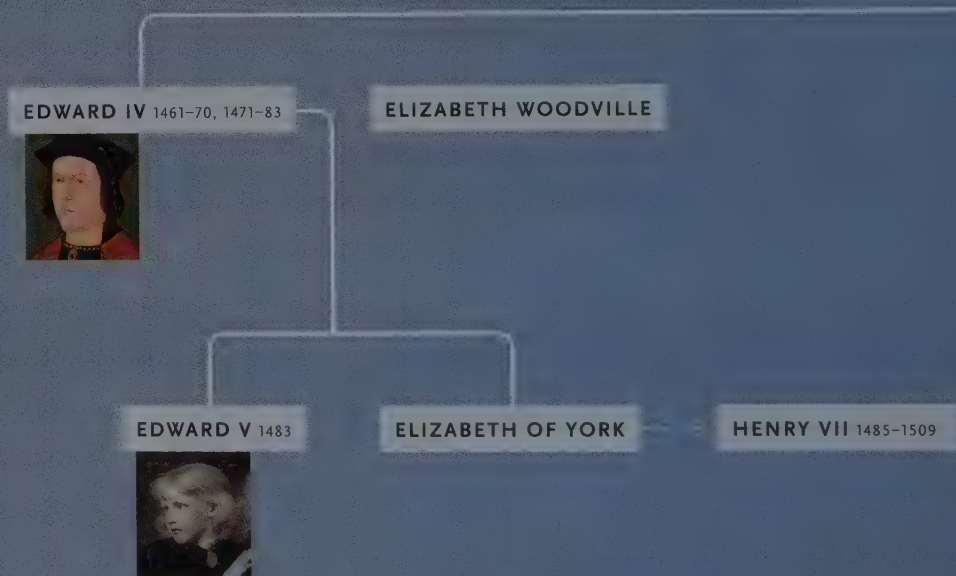 EDWARD IV 1461–70, 1471–83
ELIZABETH WOODVILLE
EDWARD V 1483
ELIZABETH OF YORK
HENRY VII 1485–1509